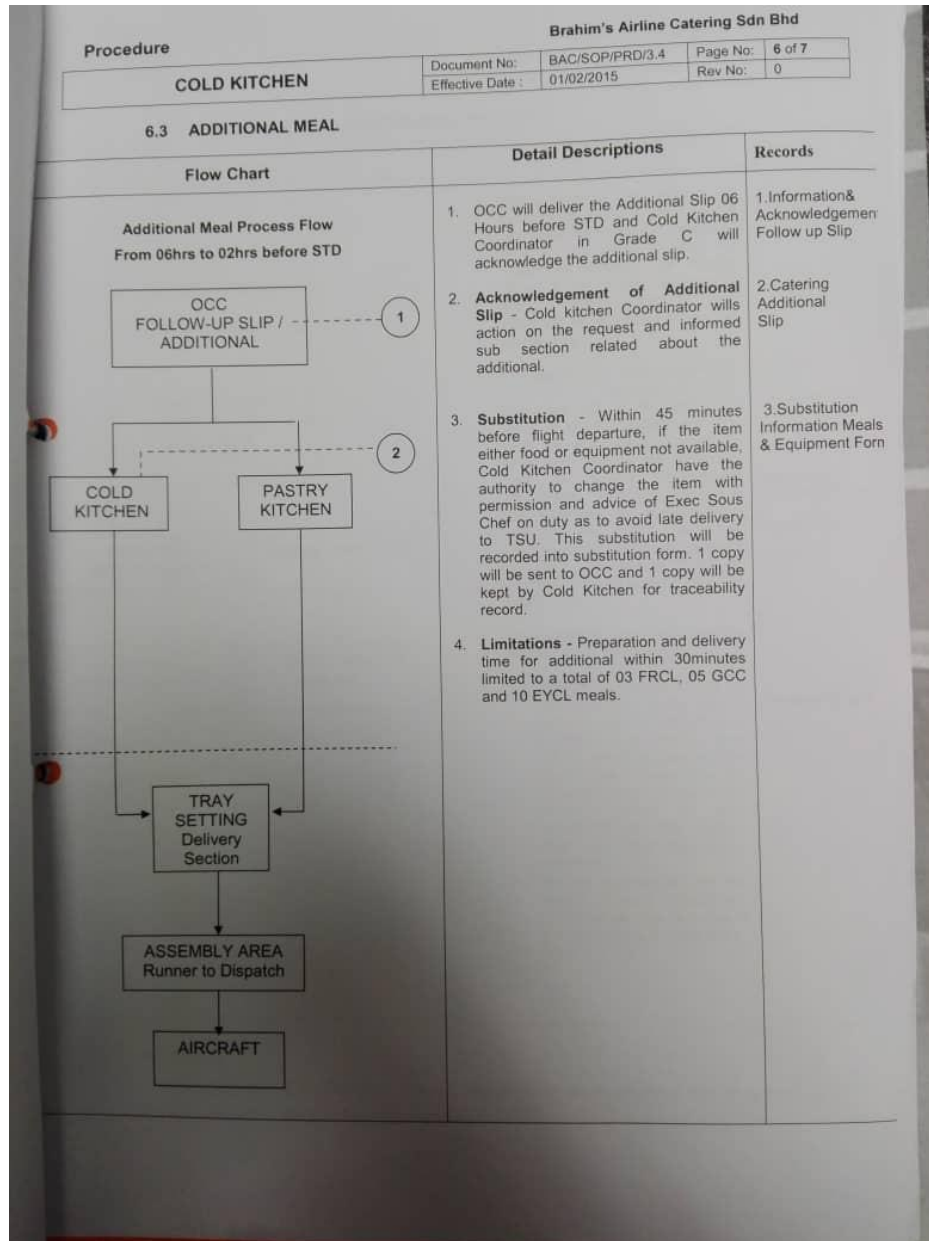 Brahim's Airline Catering Sdn Bhd
Procedure
COLD KITCHEN
Document No: BAC/SOP/PRD/3.4 Page No: 6 of 7
Effective Date : 01/02/2015 Rev No: 0
6.3 ADDITIONAL MEAL
Flow Chart
Detail Descriptions
Records
Additional Meal Process Flow
From 06hrs to 02hrs before STD
OCC
FOLLOW-UP SLIP /
ADDITIONAL
1
2
COLD
KITCHEN
PASTRY
KITCHEN
TRAY
SETTING
Delivery
Section
ASSEMBLY AREA
Runner to Dispatch
AIRCRAFT
1. OCC will deliver the Additional Slip 06
Hours before STD and Cold Kitchen
Coordinator in Grade C will
acknowledge the additional slip.
2. Acknowledgement of Additional
Slip - Cold kitchen Coordinator wills
action on the request and informed
sub section related about the
additional.
3. Substitution - Within 45 minutes
before flight departure, if the item
either food or equipment not available,
Cold Kitchen Coordinator have the
authority to change the item with
permission and advice of Exec Sous
Chef on duty as to avoid late delivery
to TSU. This substitution will be
recorded into substitution form. 1 copy
will be sent to OCC and 1 copy will be
kept by Cold Kitchen for traceability
record.
4. Limitations - Preparation and delivery
time for additional within 30minutes
limited to a total of 03 FRCL, 05 GCC
and 10 EYCL meals.
1.Information&
Acknowledgemen
Follow up Slip
2.Catering
Additional
Slip
3.Substitution
Information Meals
& Equipment Forn